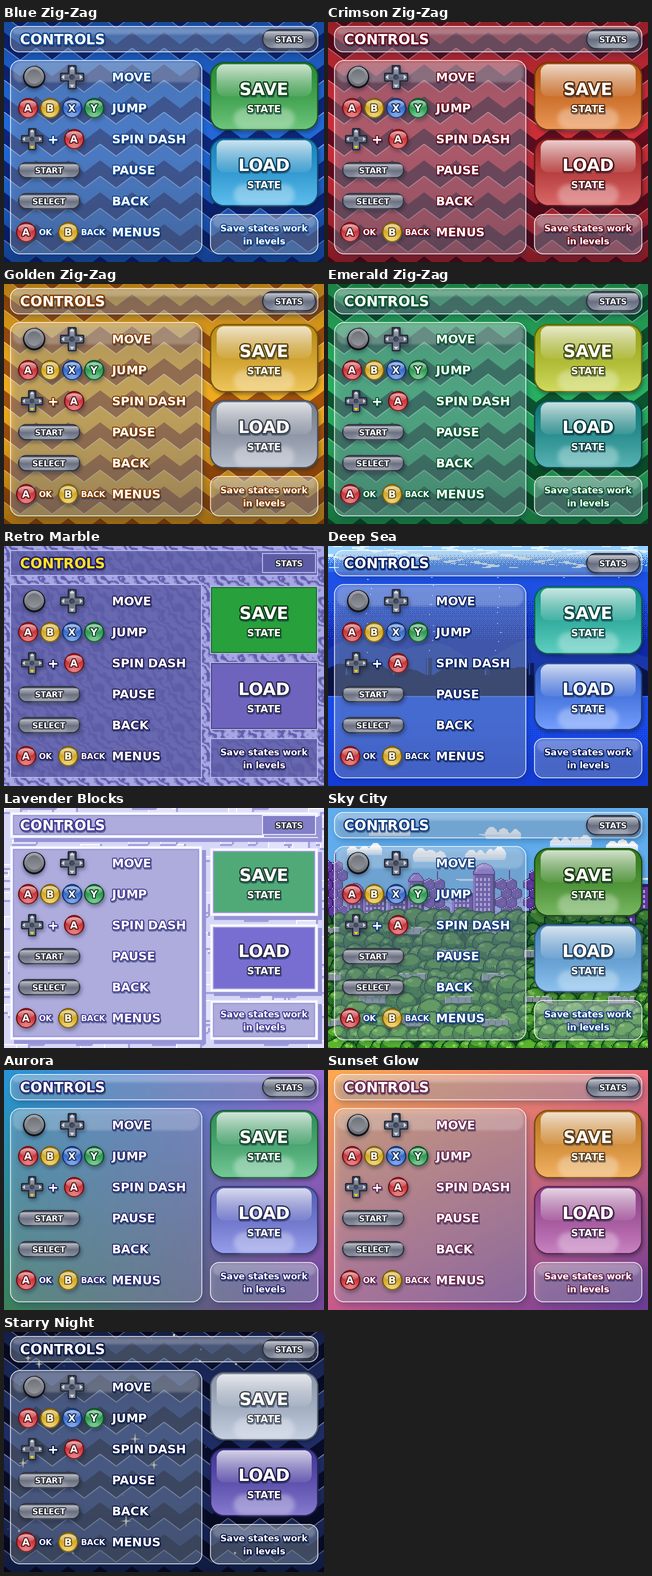 Blue Zig-Zag
CONTROLS STATS
MOVE
A B X Y JUMP
+ A SPIN DASH
START PAUSE
SELECT BACK
A OK B BACK MENUS
SAVE
STATE
LOAD
STATE
Save states work
in levels
Crimson Zig-Zag
CONTROLS STATS
MOVE
A B X Y JUMP
+ A SPIN DASH
START PAUSE
SELECT BACK
A OK B BACK MENUS
SAVE
STATE
LOAD
STATE
Save states work
in levels
Golden Zig-Zag
CONTROLS STATS
MOVE
A B X Y JUMP
+ A SPIN DASH
START PAUSE
SELECT BACK
A OK B BACK MENUS
SAVE
STATE
LOAD
STATE
Save states work
in levels
Emerald Zig-Zag
CONTROLS STATS
MOVE
A B X Y JUMP
+ A SPIN DASH
START PAUSE
SELECT BACK
A OK B BACK MENUS
SAVE
STATE
LOAD
STATE
Save states work
in levels
Retro Marble
CONTROLS STATS
MOVE
A B X Y JUMP
+ A SPIN DASH
START PAUSE
SELECT BACK
A OK B BACK MENUS
SAVE
STATE
LOAD
STATE
Save states work
in levels
Deep Sea
CONTROLS STATS
MOVE
A B X Y JUMP
+ A SPIN DASH
START PAUSE
SELECT BACK
A OK B BACK MENUS
SAVE
STATE
LOAD
STATE
Save states work
in levels
Lavender Blocks
CONTROLS STATS
MOVE
A B X Y JUMP
+ A SPIN DASH
START PAUSE
SELECT BACK
A OK B BACK MENUS
SAVE
STATE
LOAD
STATE
Save states work
in levels
Sky City
CONTROLS STATS
MOVE
A B X Y JUMP
+ A SPIN DASH
START PAUSE
SELECT BACK
A OK B BACK MENUS
SAVE
STATE
LOAD
STATE
Save states work
in levels
Aurora
CONTROLS STATS
MOVE
A B X Y JUMP
+ A SPIN DASH
START PAUSE
SELECT BACK
A OK B BACK MENUS
SAVE
STATE
LOAD
STATE
Save states work
in levels
Sunset Glow
CONTROLS STATS
MOVE
A B X Y JUMP
+ A SPIN DASH
START PAUSE
SELECT BACK
A OK B BACK MENUS
SAVE
STATE
LOAD
STATE
Save states work
in levels
Starry Night
CONTROLS STATS
MOVE
A B X Y JUMP
+ A SPIN DASH
START PAUSE
SELECT BACK
A OK B BACK MENUS
SAVE
STATE
LOAD
STATE
Save states work
in levels